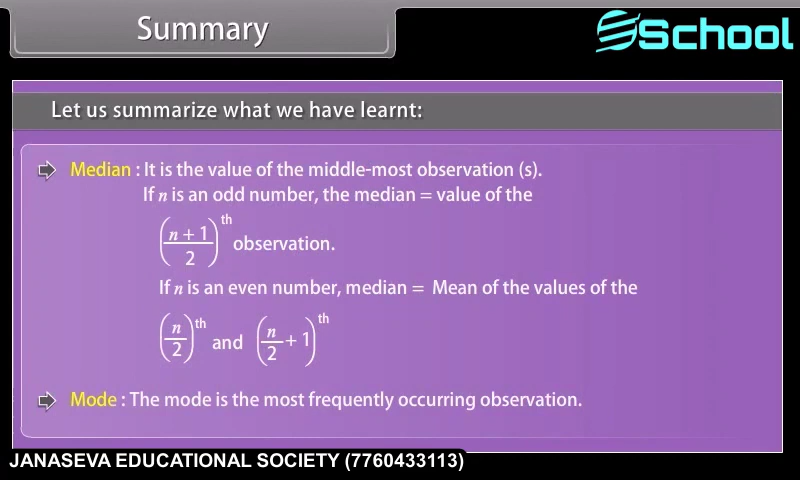 Summary
School
Let us summarize what we have learnt:
Median : It is the value of the middle-most observation (s).
If n is an odd number, the median = value of the
((n + 1)/2)th observation.
If n is an even number, median = Mean of the values of the
(n/2)th and (n/2 + 1)th
Mode : The mode is the most frequently occurring observation.
JANASEVA EDUCATIONAL SOCIETY (7760433113)